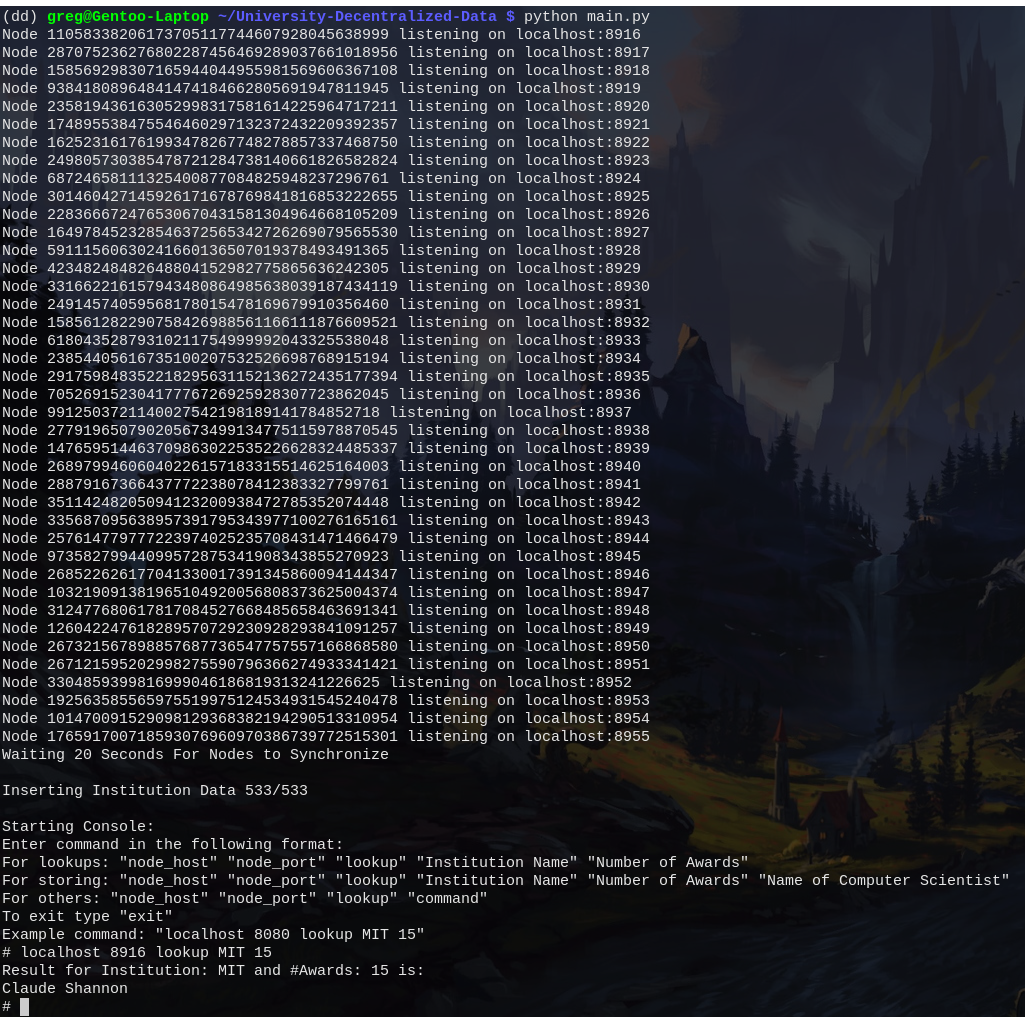 (dd) greg@Gentoo-Laptop ~/University-Decentralized-Data $ python main.py
Node 11058338206173705117744607928045638999 listening on localhost:8916
Node 287075236276802287456469289037661018956 listening on localhost:8917
Node 158569298307165944044955981569606367108 listening on localhost:8918
Node 93841808964841474184662805691947811945 listening on localhost:8919
Node 235819436163052998317581614225964717211 listening on localhost:8920
Node 174895538475546460297132372432209392357 listening on localhost:8921
Node 162523161761993478267748278857337468750 listening on localhost:8922
Node 249805730385478721284738140661826582824 listening on localhost:8923
Node 68724658111325400877084825948237296761 listening on localhost:8924
Node 301460427145926171678769841816853222655 listening on localhost:8925
Node 228366672476530670431581304964668105209 listening on localhost:8926
Node 164978452328546372565342726269079565530 listening on localhost:8927
Node 59111560630241660136507019378493491365 listening on localhost:8928
Node 42348248482648804152982775865636242305 listening on localhost:8929
Node 331662216157943480864985638039187434119 listening on localhost:8930
Node 24914574059568178015478169679910356460 listening on localhost:8931
Node 158561282290758426988561166111876609521 listening on localhost:8932
Node 61804352879310211754999992043325538048 listening on localhost:8933
Node 23854405616735100207532526698768915194 listening on localhost:8934
Node 291759848352218295631152136272435177394 listening on localhost:8935
Node 70526915230417776726925928307723862045 listening on localhost:8936
Node 9912503721140027542198189141784852718 listening on localhost:8937
Node 277919650790205673499134775115978870545 listening on localhost:8938
Node 147659514463709863022535226628324485337 listening on localhost:8939
Node 26897994606040226157183315514625164003 listening on localhost:8940
Node 28879167366437772238078412383327799761 listening on localhost:8941
Node 35114248205094123200938472785352074448 listening on localhost:8942
Node 335687095638957391795343977100276165161 listening on localhost:8943
Node 257614779777223974025235708431471466479 listening on localhost:8944
Node 97358279944099572875341908343855270923 listening on localhost:8945
Node 268522626177041330017391345860094144347 listening on localhost:8946
Node 103219091381965104920056808373625004374 listening on localhost:8947
Node 312477680617817084527668485658463691341 listening on localhost:8948
Node 126042247618289570729230928293841091257 listening on localhost:8949
Node 267321567898857687736547757557166868580 listening on localhost:8950
Node 267121595202998275590796366274933341421 listening on localhost:8951
Node 3304859399816999046186819313241226625 listening on localhost:8952
Node 192563585565975519975124534931545240478 listening on localhost:8953
Node 101470091529098129368382194290513310954 listening on localhost:8954
Node 176591700718593076960970386739772515301 listening on localhost:8955
Waiting 20 Seconds For Nodes to Synchronize
Inserting Institution Data 533/533
Starting Console:
Enter command in the following format:
For lookups: "node_host" "node_port" "lookup" "Institution Name" "Number of Awards"
For storing: "node_host" "node_port" "lookup" "Institution Name" "Number of Awards" "Name of Computer Scientist"
For others: "node_host" "node_port" "lookup" "command"
To exit type "exit"
Example command: "localhost 8080 lookup MIT 15"
# localhost 8916 lookup MIT 15
Result for Institution: MIT and #Awards: 15 is:
Claude Shannon
#